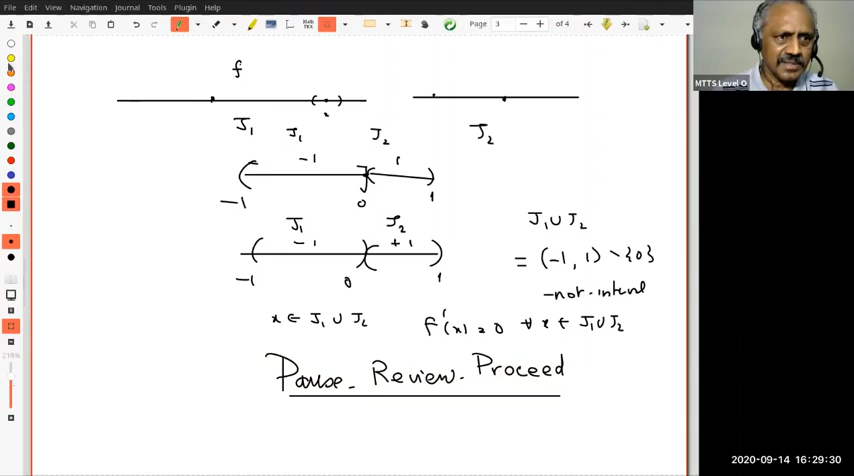 File Edit View Navigation Journal Tools Plugin Help
Page 3 of 4
MTTS Level O
f
x
J₁ J₂
J₁ J₂
-1 1
-1 0 1
J₁ J₂
-1 +1
-1 0 1
J₁ ∪ J₂
= (-1, 1) \ {0}
-not-interval
x ∈ J₁ ∪ J₂
f'(x) = 0 ∀ x ∈ J₁ ∪ J₂
Pause - Review - Proceed
218%
2020-09-14 16:29:30